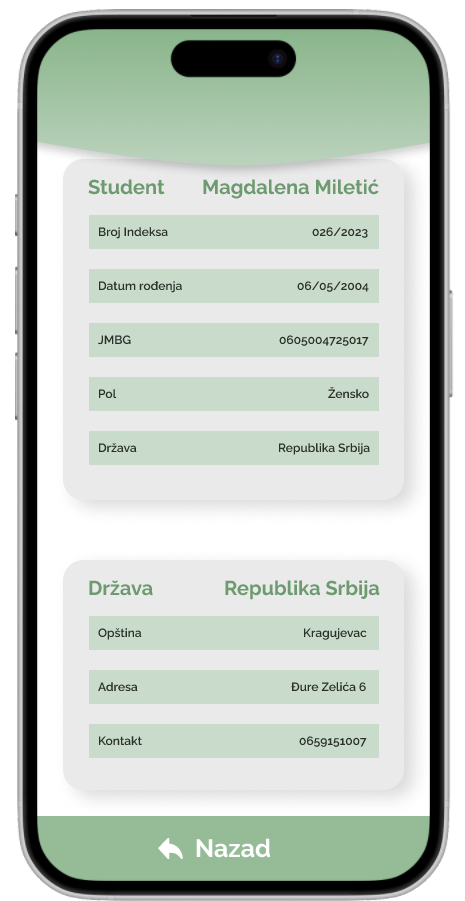 Student Magdalena Miletić
Broj Indeksa 026/2023
Datum rođenja 06/05/2004
JMBG 0605004725017
Pol Žensko
Država Republika Srbija
Država Republika Srbija
Opština Kragujevac
Adresa Đure Zelića 6
Kontakt 0659151007
Nazad